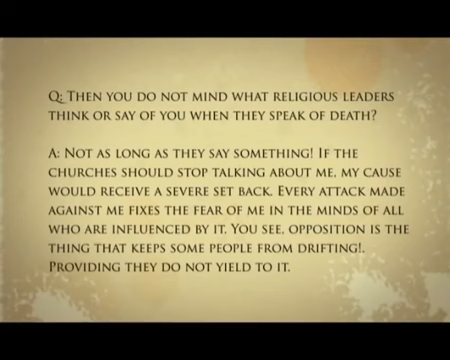 Q: Then you do not mind what religious leaders
think or say of you when they speak of death?
A: Not as long as they say something! If the
churches should stop talking about me, my cause
would receive a severe set back. Every attack made
against me fixes the fear of me in the minds of all
who are influenced by it. You see, opposition is the
thing that keeps some people from drifting!.
Providing they do not yield to it.